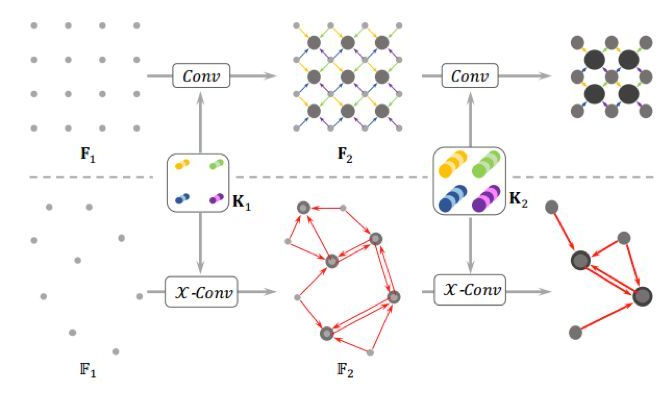 Conv
Conv
F₁
F₂
K₁
K₂
𝒳-Conv
𝒳-Conv
𝔽₁
𝔽₂